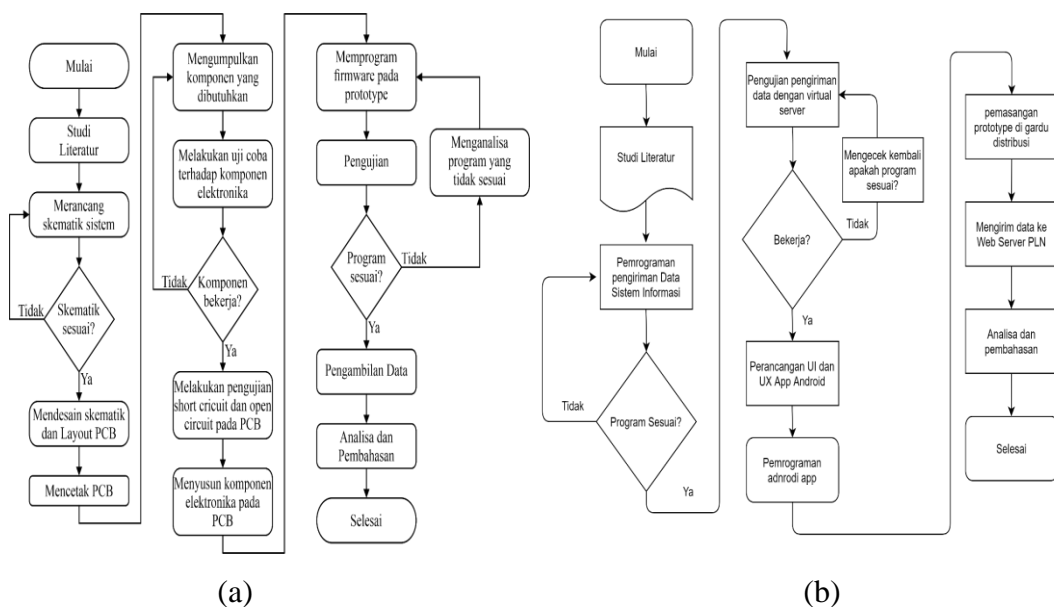 Mulai
Studi
Literatur
Merancang
skematik sistem
Tidak
Skematik
sesuai?
Ya
Mendesain skematik
dan Layout PCB
Mencetak PCB
Mengumpulkan
komponen yang
dibutuhkan
Melakukan uji coba
terhadap komponen
elektronika
Tidak
Komponen
bekerja?
Ya
Melakukan pengujian
short cricuit dan open
circuit pada PCB
Menyusun komponen
elektronika pada
PCB
Memprogram
firmware pada
prototype
Pengujian
Menganalisa
program yang
tidak sesuai
Program
sesuai?
Tidak
Ya
Pengambilan Data
Analisa dan
Pembahasan
Selesai
(a)
Mulai
Studi Literatur
Pemrograman
pengiriman Data
Sistem Informasi
Tidak
Program Sesuai?
Ya
Pengujian pengiriman
data dengan virtual
server
Mengecek kembali
apakah program
sesuai?
Bekerja?
Tidak
Ya
Perancangan UI dan
UX App Android
Pemrograman
adnrodi app
pemasangan
prototype di gardu
distribusi
Mengirim data ke
Web Server PLN
Analisa dan
pembahasan
Selesai
(b)